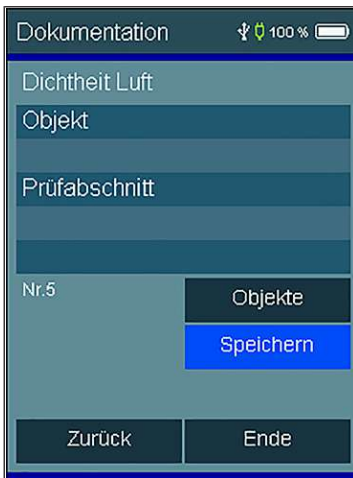 Dokumentation 100 %
Dichtheit Luft
Objekt
Prüfabschnitt
Nr.5 Objekte
Speichern
Zurück Ende